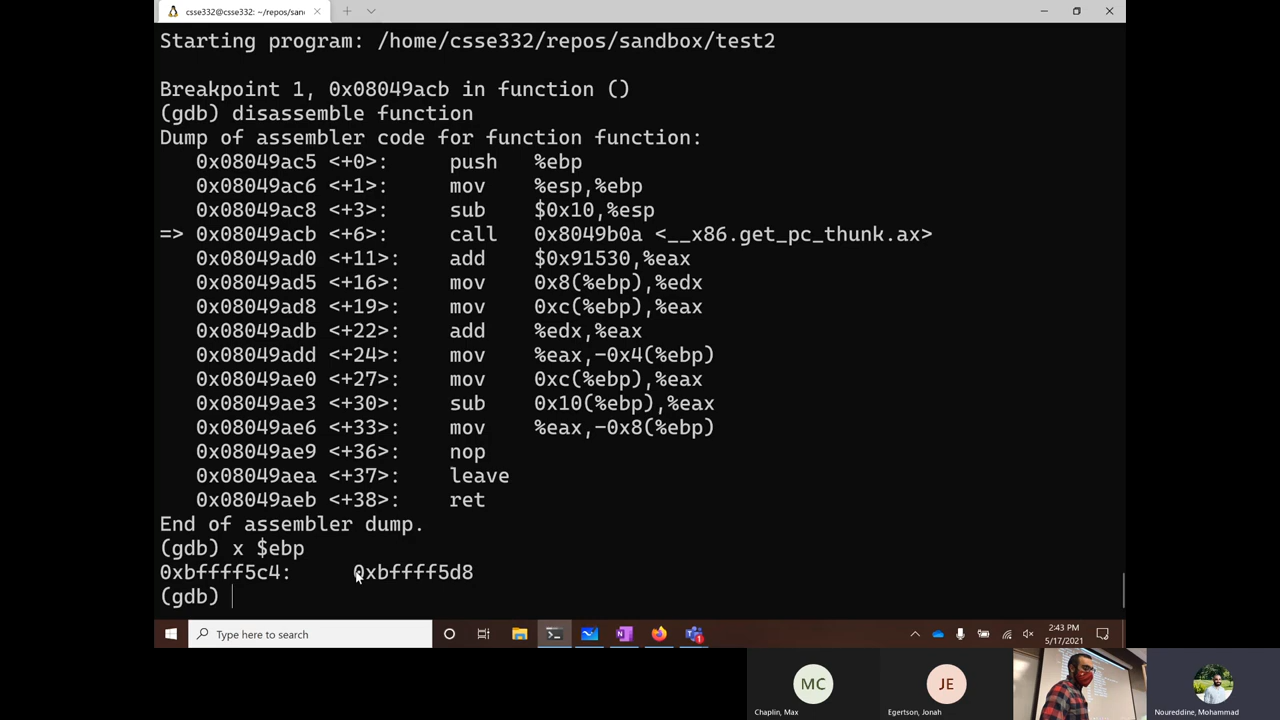 csse332@csse332: ~/repos/san
Starting program: /home/csse332/repos/sandbox/test2
Breakpoint 1, 0x08049acb in function ()
(gdb) disassemble function
Dump of assembler code for function function:
0x08049ac5 <+0>: push %ebp
0x08049ac6 <+1>: mov %esp,%ebp
0x08049ac8 <+3>: sub $0x10,%esp
=> 0x08049acb <+6>: call 0x8049b0a <__x86.get_pc_thunk.ax>
0x08049ad0 <+11>: add $0x91530,%eax
0x08049ad5 <+16>: mov 0x8(%ebp),%edx
0x08049ad8 <+19>: mov 0xc(%ebp),%eax
0x08049adb <+22>: add %edx,%eax
0x08049add <+24>: mov %eax,-0x4(%ebp)
0x08049ae0 <+27>: mov 0xc(%ebp),%eax
0x08049ae3 <+30>: sub 0x10(%ebp),%eax
0x08049ae6 <+33>: mov %eax,-0x8(%ebp)
0x08049ae9 <+36>: nop
0x08049aea <+37>: leave
0x08049aeb <+38>: ret
End of assembler dump.
(gdb) x $ebp
0xbffff5c4: 0xbffff5d8
(gdb)
Type here to search
2:43 PM
5/17/2021
MC
JE
Chaplin, Max
Egertson, Jonah
Noureddine, Mohammad